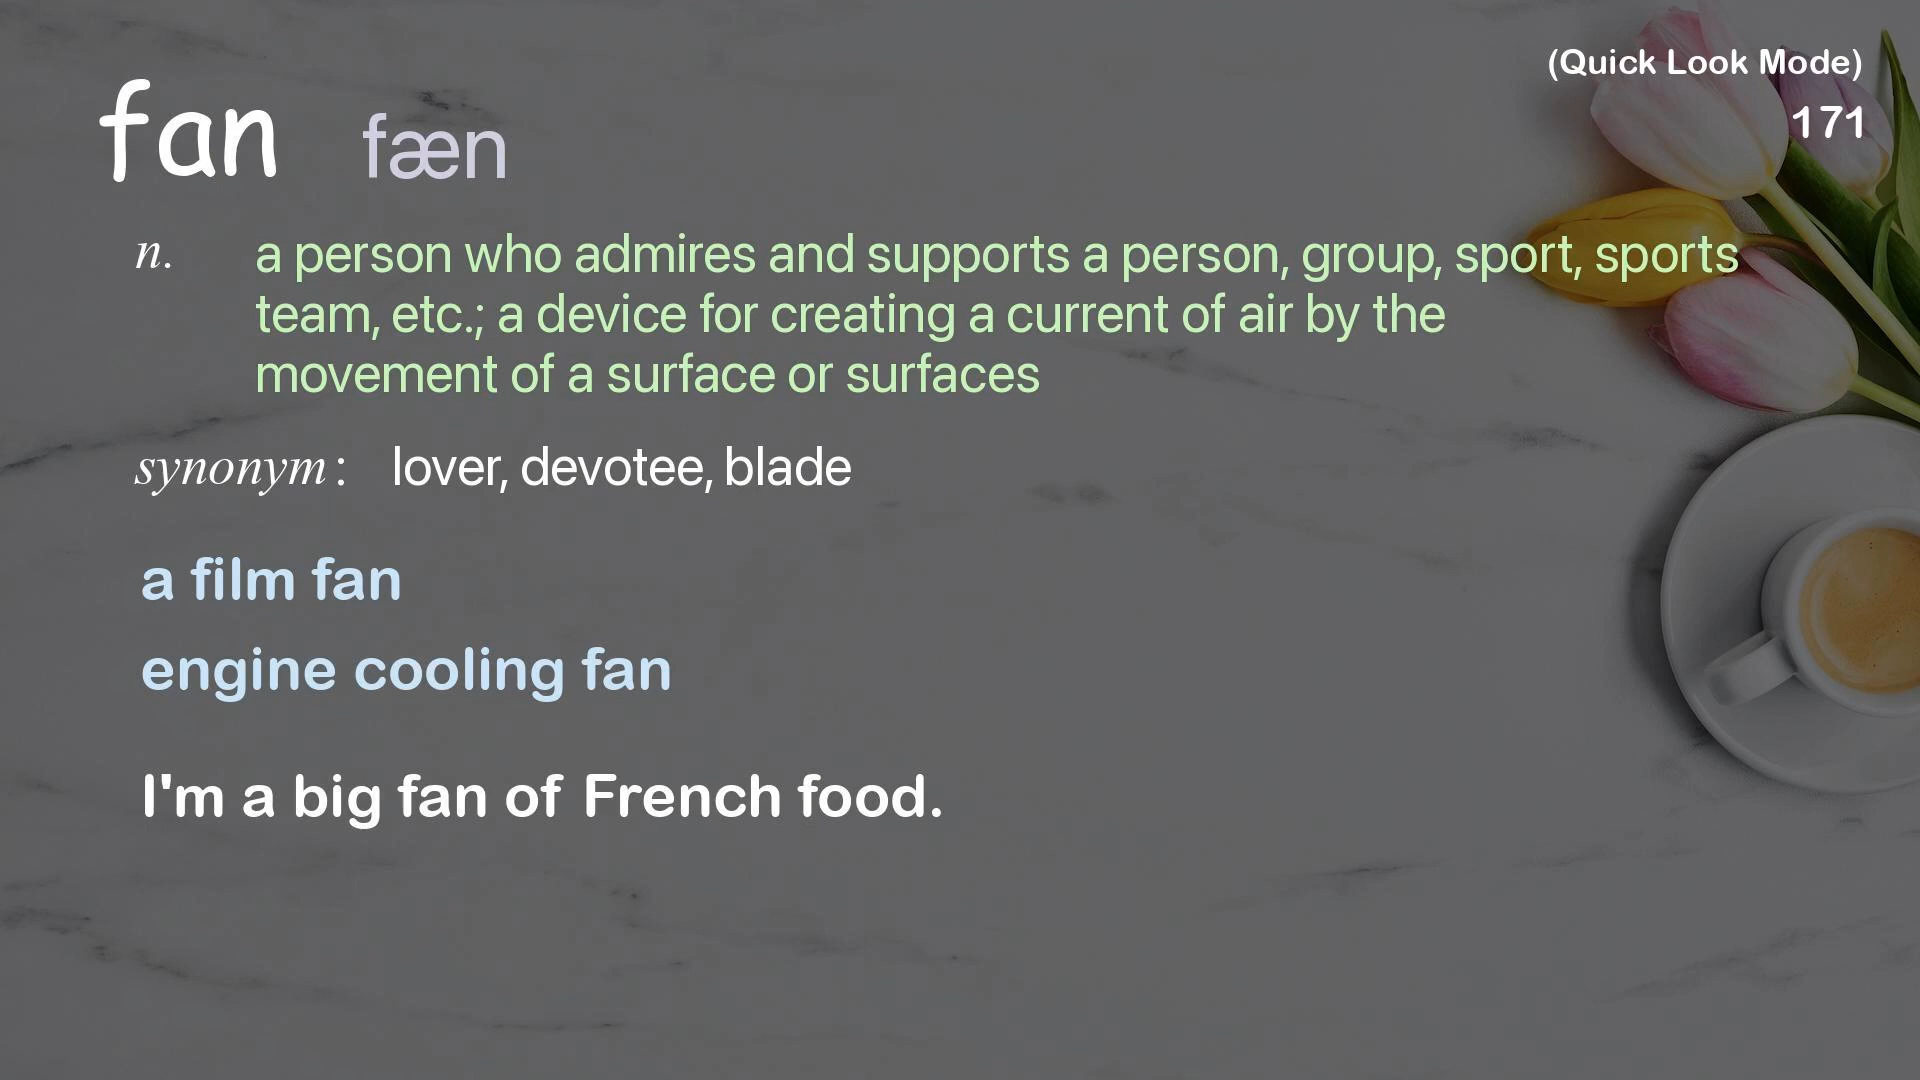 (Quick Look Mode)
171
fan fæn
n. a person who admires and supports a person, group, sport, sports
team, etc.; a device for creating a current of air by the
movement of a surface or surfaces
synonym: lover, devotee, blade
a film fan
engine cooling fan
I'm a big fan of French food.